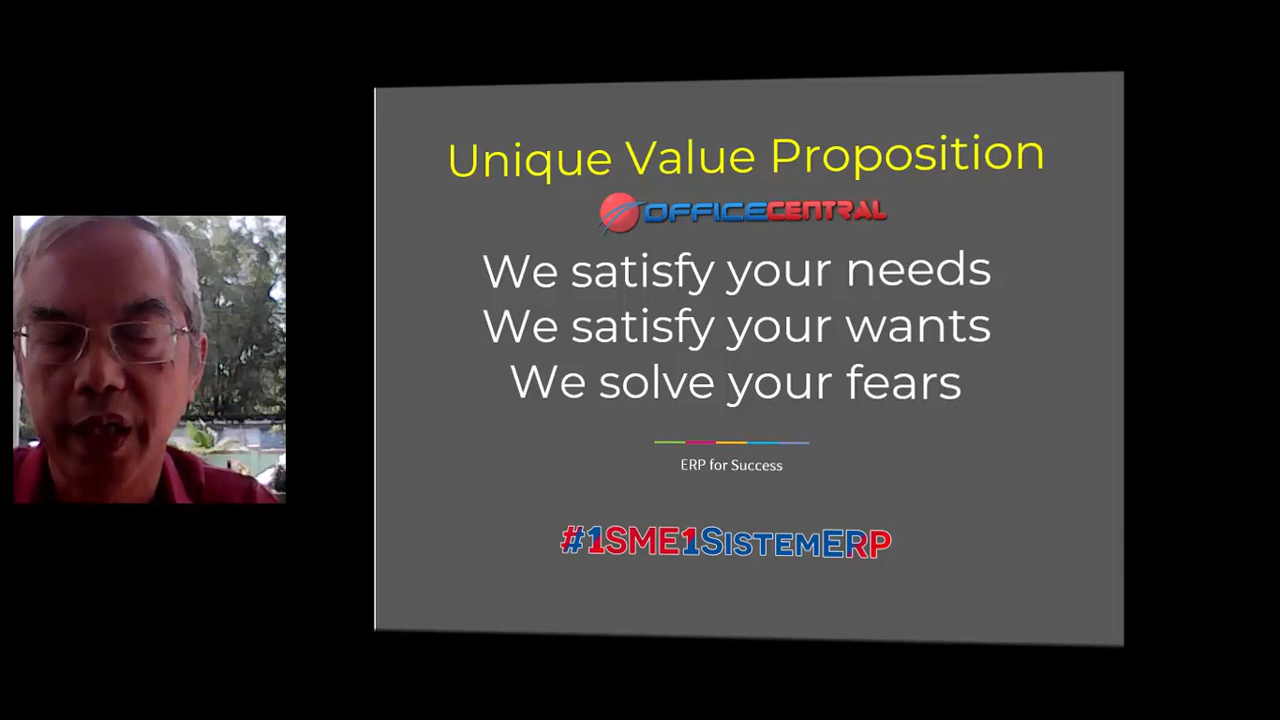 Unique Value Proposition
OFFICECENTRAL
We satisfy your needs
We satisfy your wants
We solve your fears
ERP for Success
#1SME1SISTEMERP